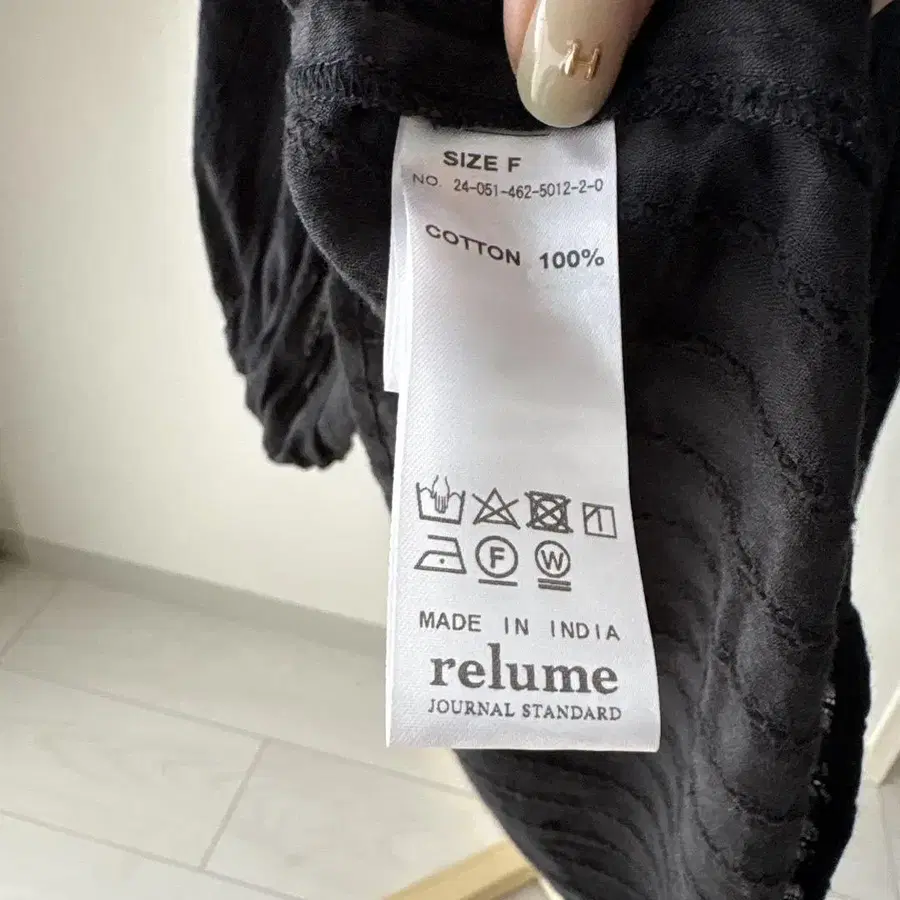 H
SIZE F
NO. 24-051-462-5012-2-0
COTTON 100%
F W
MADE IN INDIA
relume
JOURNAL STANDARD